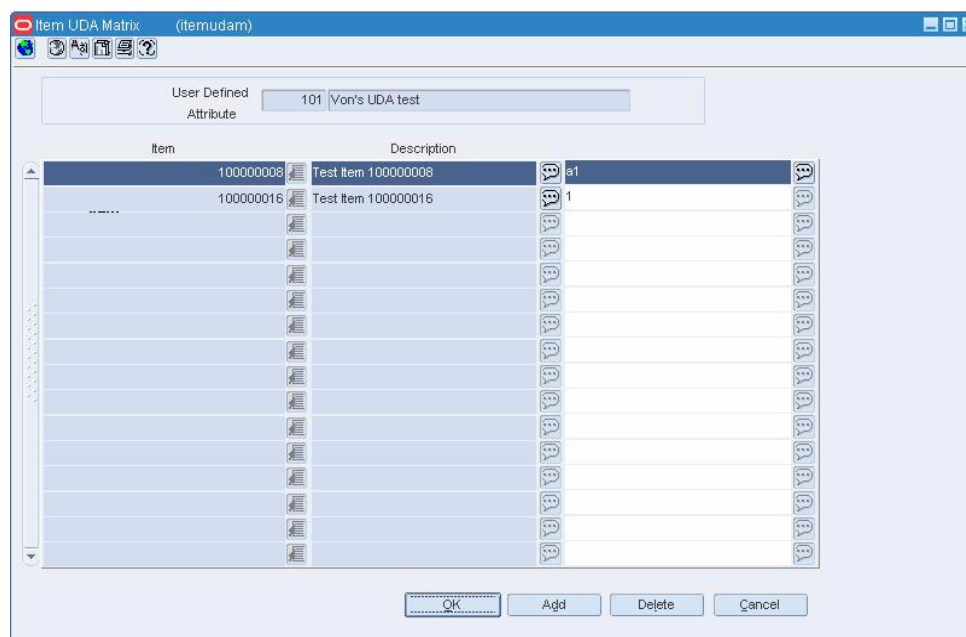 Item UDA Matrix (itemudam)
User Defined Attribute 101 Von's UDA test
Item Description
100000008 Test Item 100000008 a1
100000016 Test Item 100000016 1
OK Add Delete Cancel